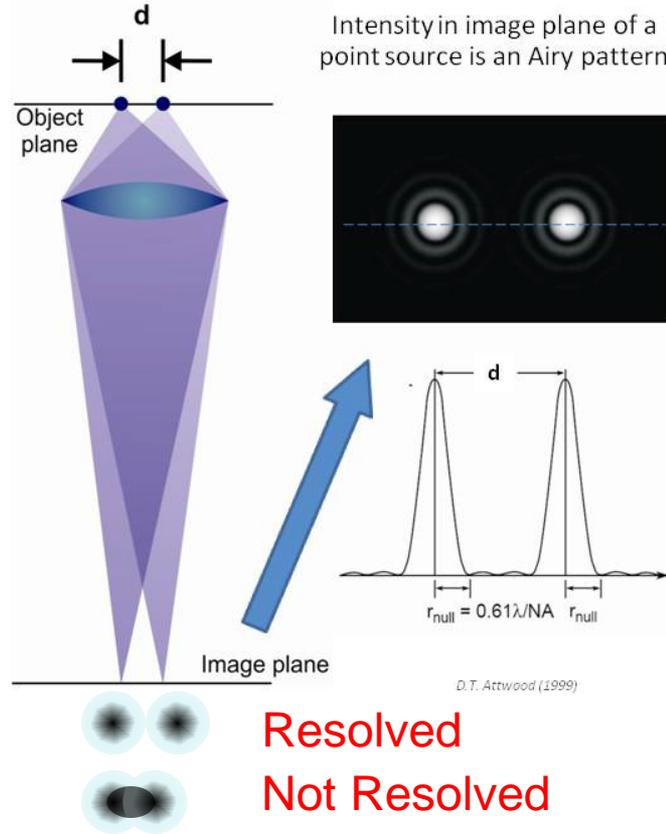 d
Intensity in image plane of a
point source is an Airy pattern
Object
plane
d
r_null = 0.61λ/NA r_null
Image plane
D.T. Attwood (1999)
Resolved
Not Resolved